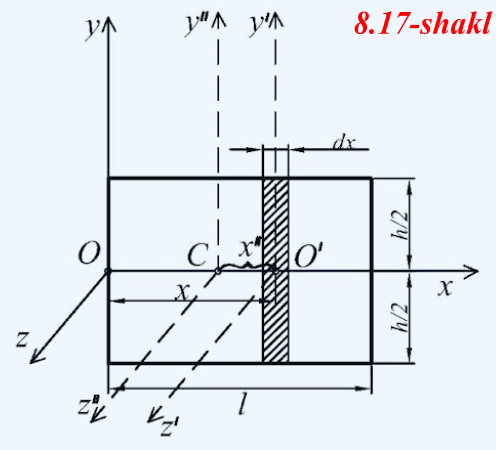 8.17-shakl
y y" y'
dx
h/2
O C x" O'
x
x
z
h/2
z" z'
l